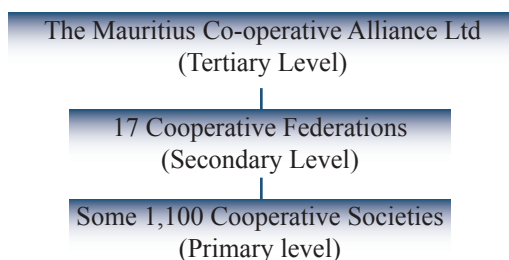 The Mauritius Co-operative Alliance Ltd
(Tertiary Level)
17 Cooperative Federations
(Secondary Level)
Some 1,100 Cooperative Societies
(Primary level)